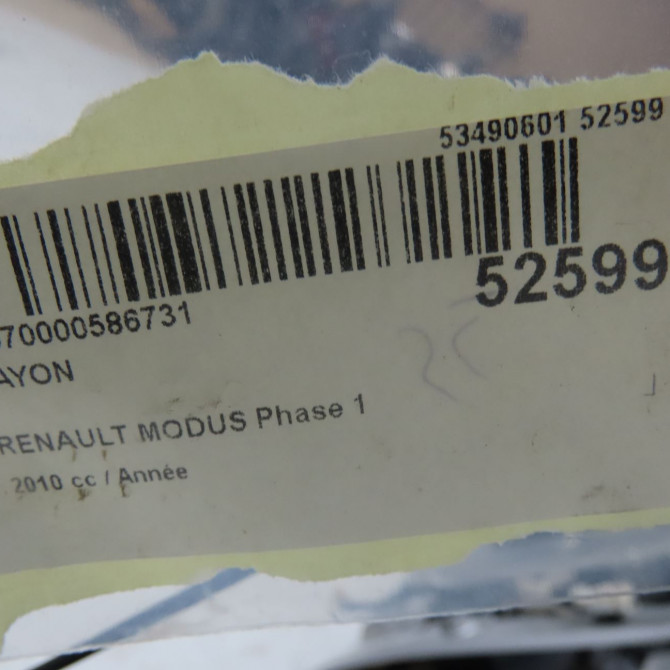 53490601 52599
52599
70000586731
AYON
RENAULT MODUS Phase 1
2010 cc / Année